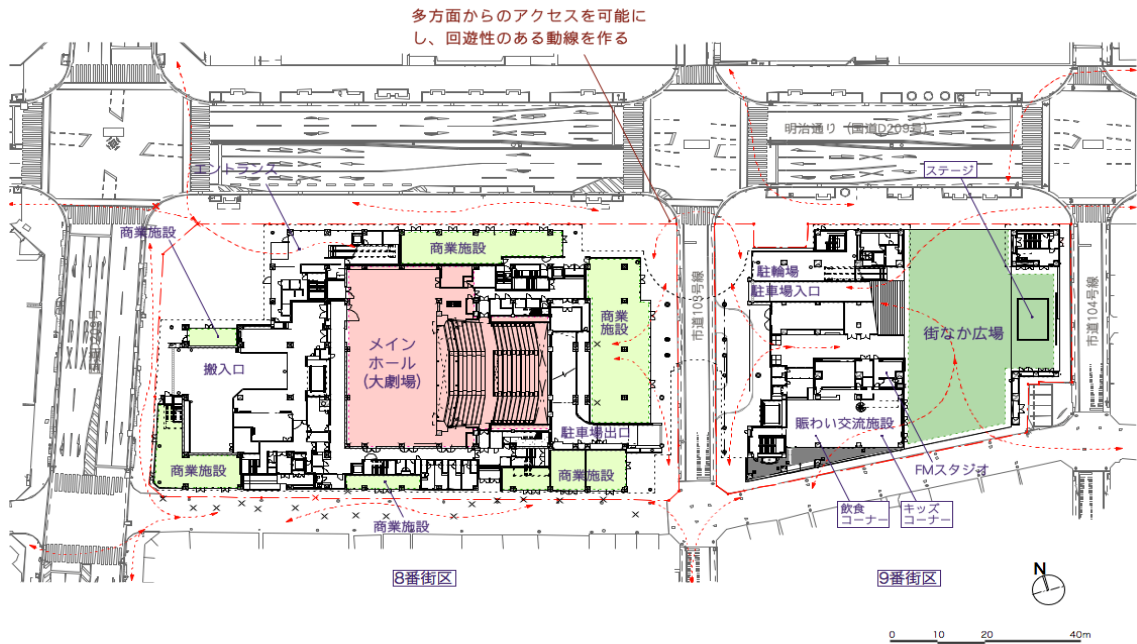 多方面からのアクセスを可能に
し、回遊性のある動線を作る
明治通り（国道D209号）
エントランス
ステージ
商業施設
商業施設
駐輪場
駐車場入口
商業
施設
市道103号線
市道104号線
メイン
ホール
(大劇場)
街なか広場
搬入口
駐車場出口
賑わい交流施設
商業施設
商業施設
FMスタジオ
商業施設
飲食
コーナー
キッズ
コーナー
8番街区
9番街区
N
0 10 20 40m